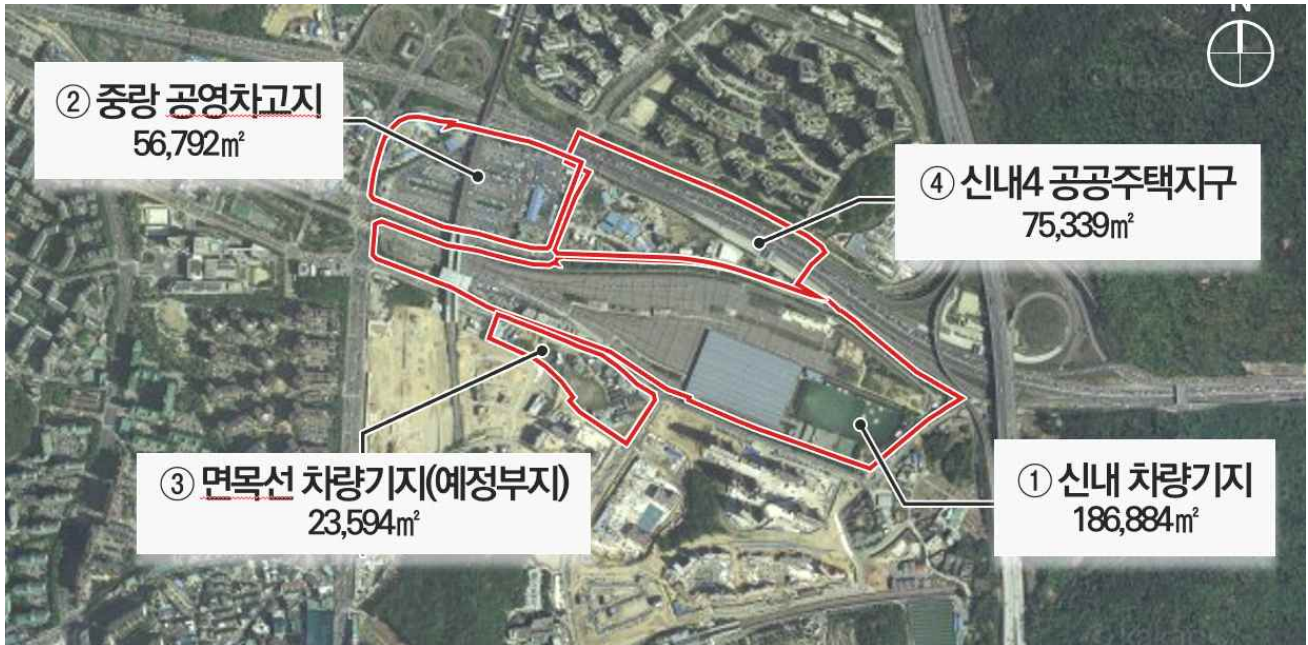 N
② 중랑 공영차고지
56,792㎡
④ 신내4 공공주택지구
75,339㎡
③ 면목선 차량기지(예정부지)
23,594㎡
① 신내 차량기지
186,884㎡